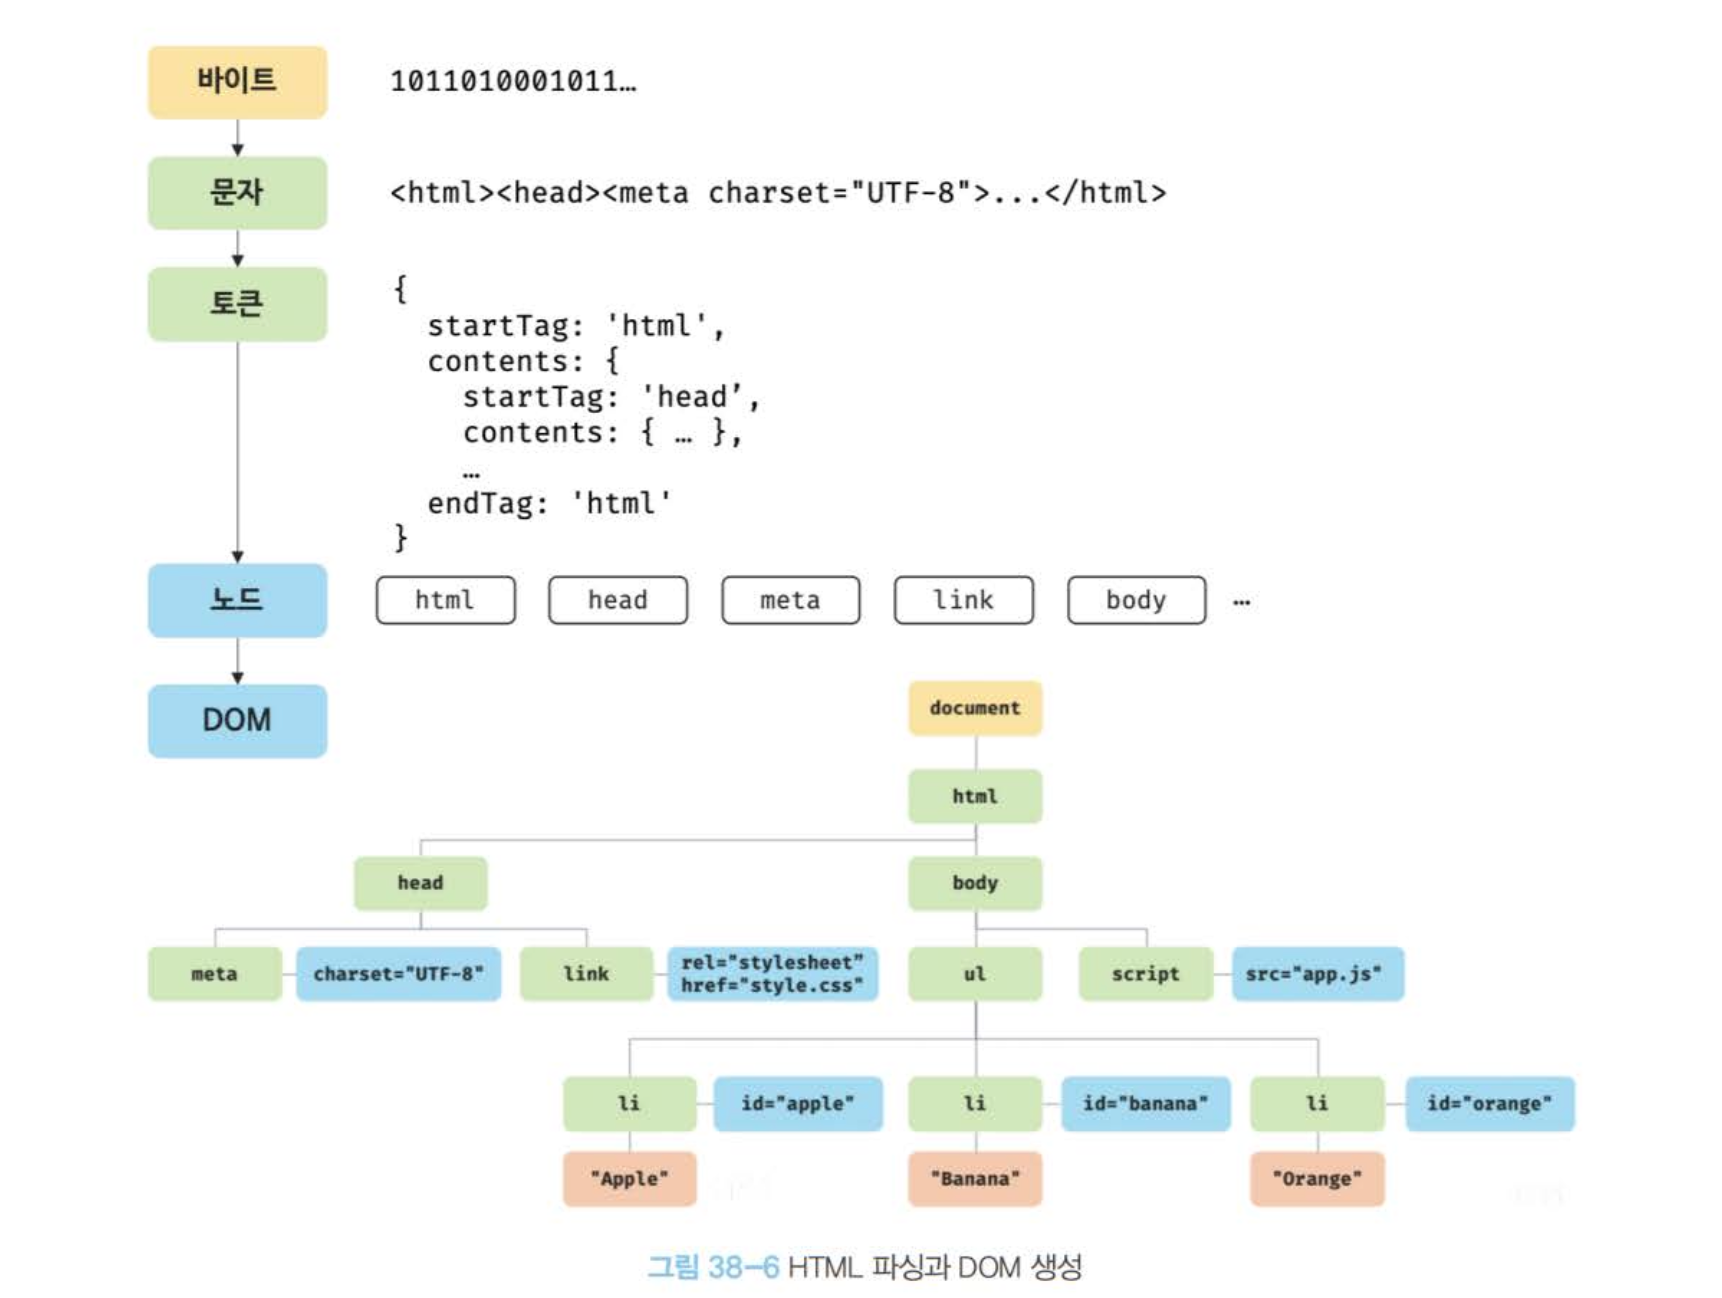 바이트
1011010001011…
문자
<html><head><meta charset="UTF-8">...</html>
토큰
{
startTag: 'html',
contents: {
startTag: 'head’,
contents: { … },
…
endTag: 'html'
}
노드
html head meta link body …
DOM
document
html
head body
meta charset="UTF-8" link rel="stylesheet" ul script src="app.js"
href="style.css"
li id="apple" li id="banana" li id="orange"
"Apple" "Banana" "Orange"
그림 38-6 HTML 파싱과 DOM 생성